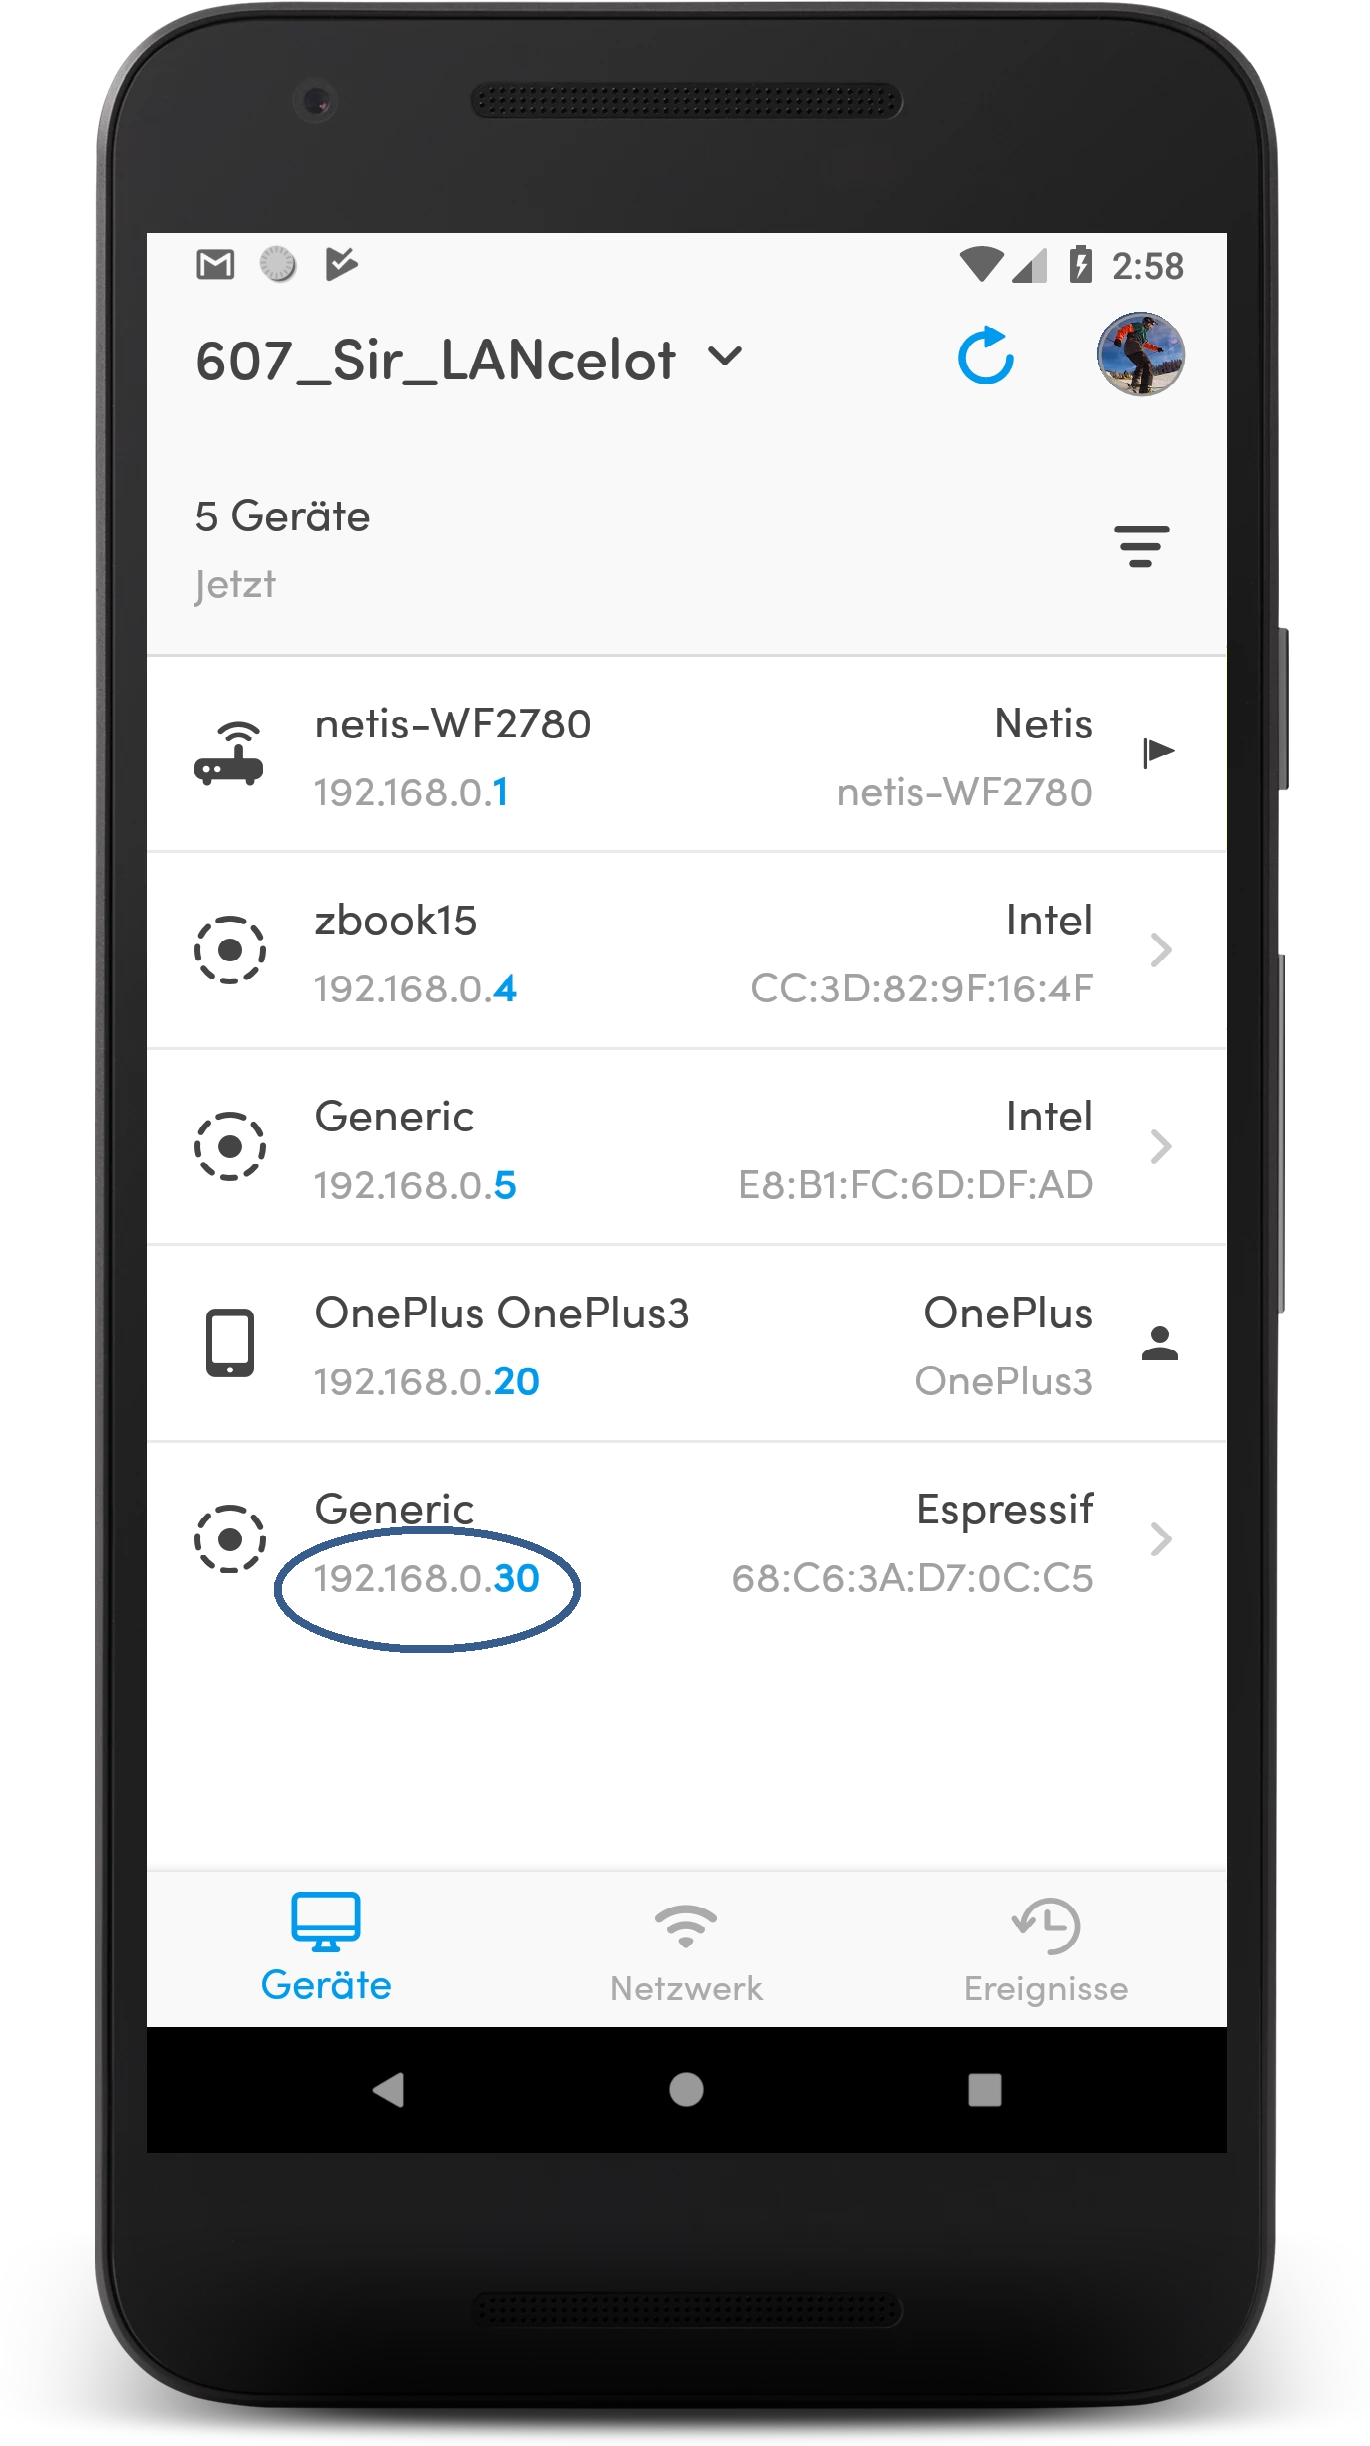 2:58
607_Sir_LANcelot
5 Geräte
Jetzt
netis-WF2780 Netis
192.168.0.1 netis-WF2780
zbook15 Intel
192.168.0.4 CC:3D:82:9F:16:4F
Generic Intel
192.168.0.5 E8:B1:FC:6D:DF:AD
OnePlus OnePlus3 OnePlus
192.168.0.20 OnePlus3
Generic Espressif
192.168.0.30 68:C6:3A:D7:0C:C5
Geräte Netzwerk Ereignisse